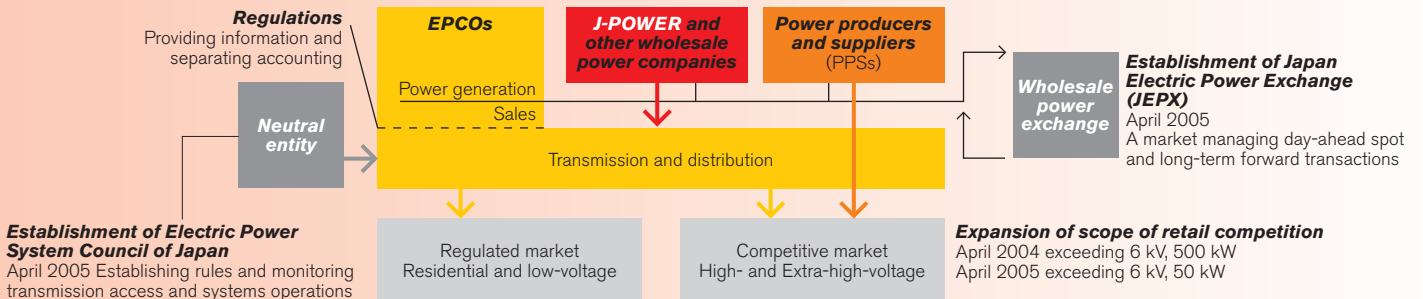 Regulations
Providing information and
separating accounting
EPCOs
J-POWER and
other wholesale
power companies
Power producers
and suppliers
(PPSs)
Power generation
Sales
Neutral
entity
Transmission and distribution
Wholesale
power
exchange
Establishment of Japan
Electric Power Exchange
(JEPX)
April 2005
A market managing day-ahead spot
and long-term forward transactions
Establishment of Electric Power
System Council of Japan
April 2005 Establishing rules and monitoring
transmission access and systems operations
Regulated market
Residential and low-voltage
Competitive market
High- and Extra-high-voltage
Expansion of scope of retail competition
April 2004 exceeding 6 kV, 500 kW
April 2005 exceeding 6 kV, 50 kW